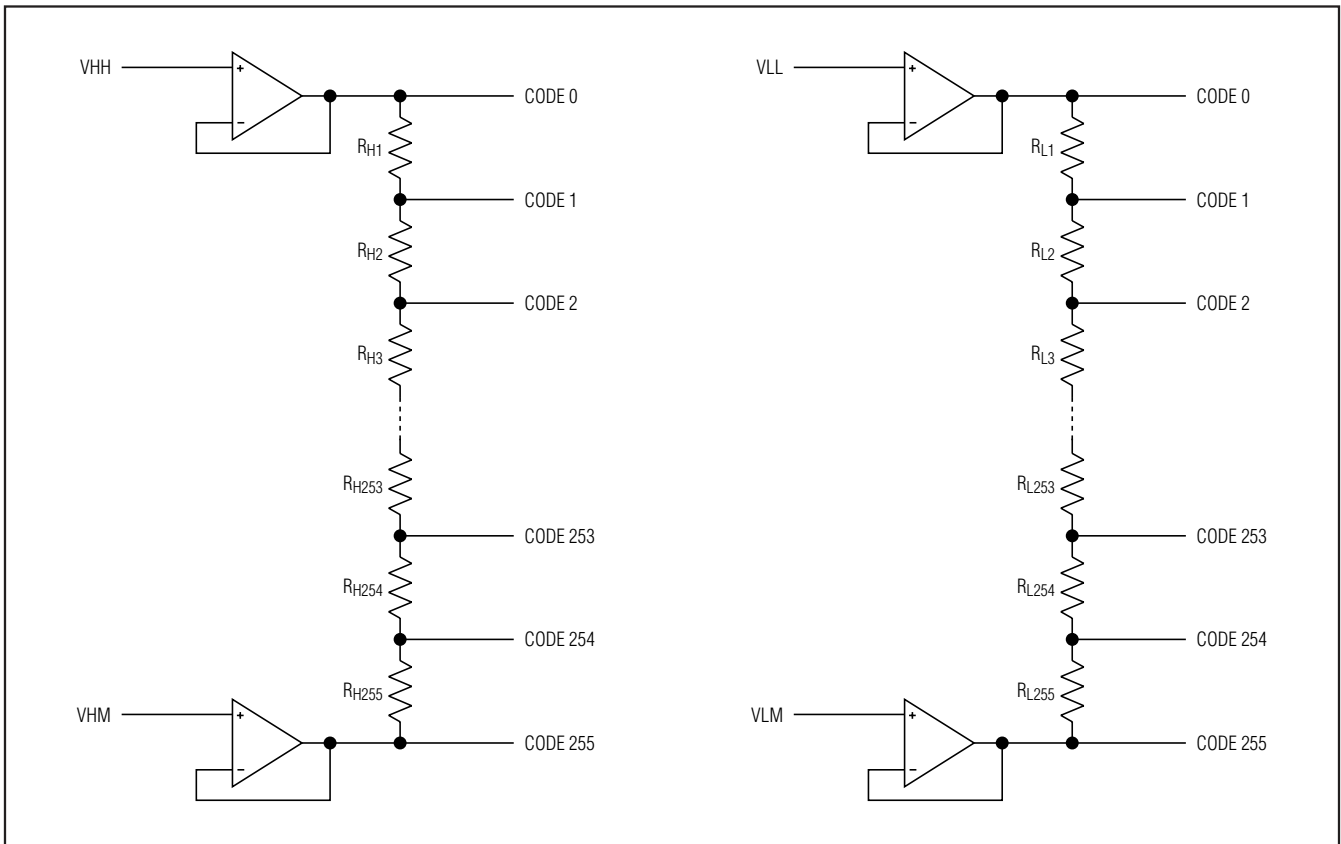 VHH
+
−
CODE 0
RH1
CODE 1
RH2
CODE 2
RH3
RH253
CODE 253
RH254
CODE 254
RH255
VHM
+
−
CODE 255
VLL
+
−
CODE 0
RL1
CODE 1
RL2
CODE 2
RL3
RL253
CODE 253
RL254
CODE 254
RL255
VLM
+
−
CODE 255